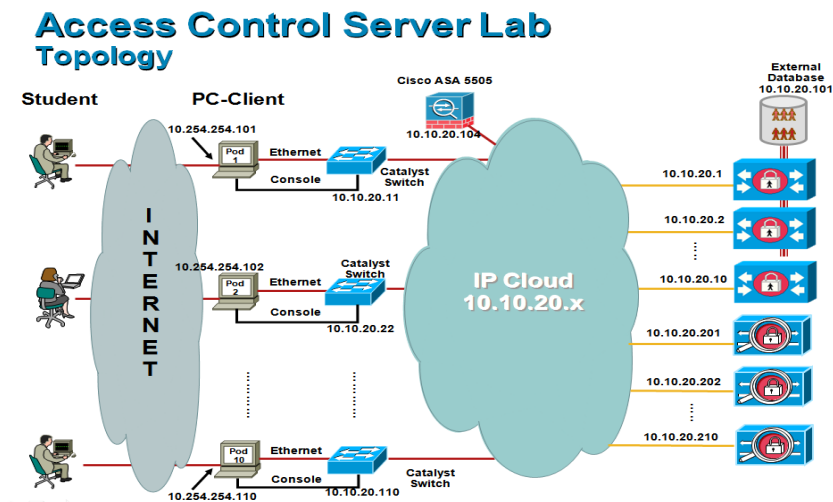 Access Control Server Lab
Topology
Student
PC-Client
Cisco ASA 5505
10.10.20.104
External
Database
10.10.20.101
10.254.254.101
Pod
1
Ethernet
Console
Catalyst
Switch
10.10.20.11
10.10.20.1
10.10.20.2
INTERNET
10.254.254.102
Pod
2
Ethernet
Console
Catalyst
Switch
10.10.20.22
IP Cloud
10.10.20.x
10.10.20.10
10.10.20.201
10.10.20.202
10.10.20.210
Pod
10
Ethernet
Console
Catalyst
Switch
10.254.254.110
10.10.20.110